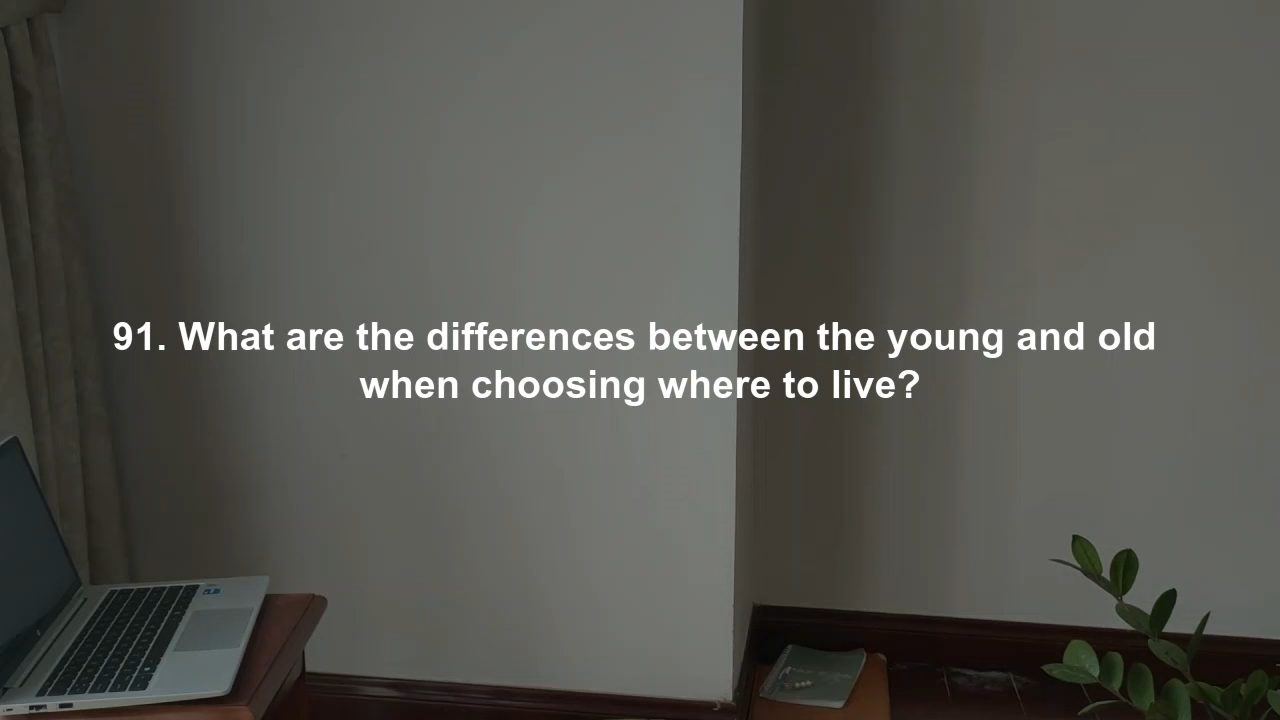 91. What are the differences between the young and old
when choosing where to live?